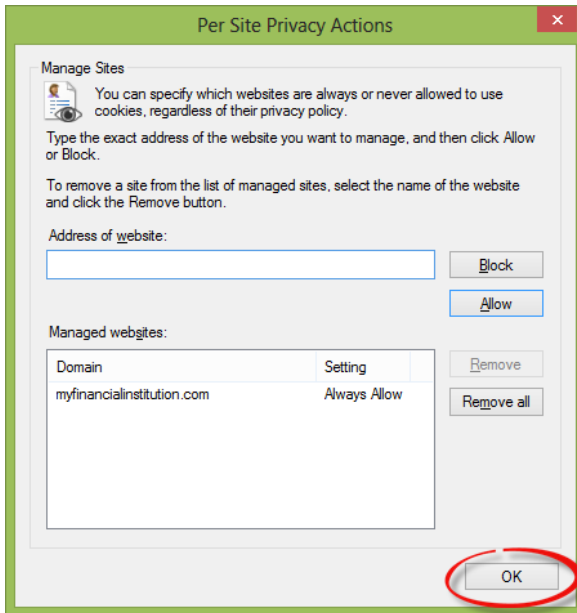 Per Site Privacy Actions
x
Manage Sites
You can specify which websites are always or never allowed to use
cookies, regardless of their privacy policy.
Type the exact address of the website you want to manage, and then click Allow
or Block.
To remove a site from the list of managed sites, select the name of the website
and click the Remove button.
Address of website:
Block
Allow
Managed websites:
Domain Setting
Remove
myfinancialinstitution.com Always Allow
Remove all
OK